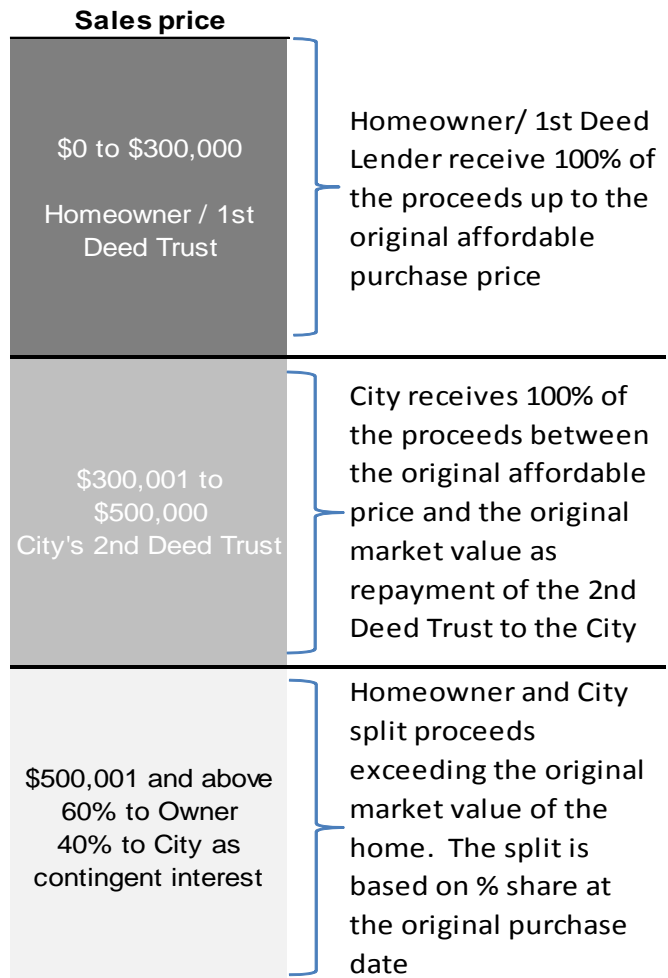 Sales price
$0 to $300,000
Homeowner / 1st
Deed Trust
Homeowner/ 1st Deed
Lender receive 100% of
the proceeds up to the
original affordable
purchase price
$300,001 to
$500,000
City's 2nd Deed Trust
City receives 100% of
the proceeds between
the original affordable
price and the original
market value as
repayment of the 2nd
Deed Trust to the City
$500,001 and above
60% to Owner
40% to City as
contingent interest
Homeowner and City
split proceeds
exceeding the original
market value of the
home.  The split is
based on % share at
the original purchase
date